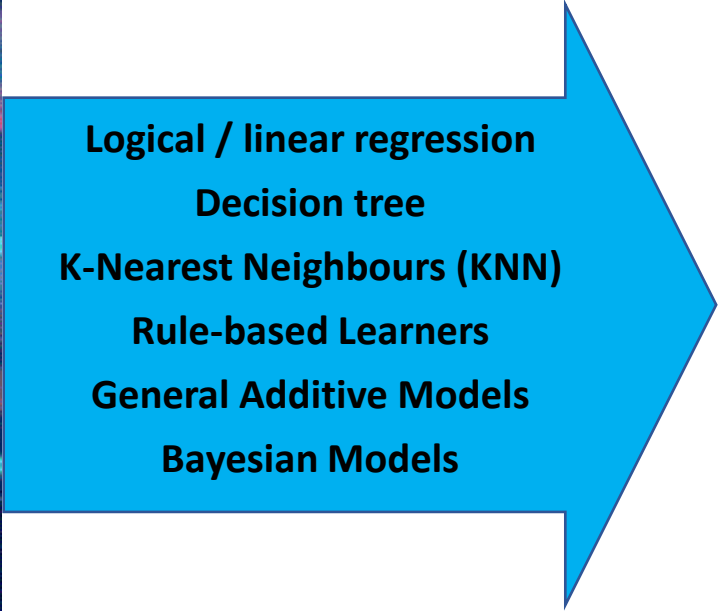 Logical / linear regression
Decision tree
K-Nearest Neighbours (KNN)
Rule-based Learners
General Additive Models
Bayesian Models